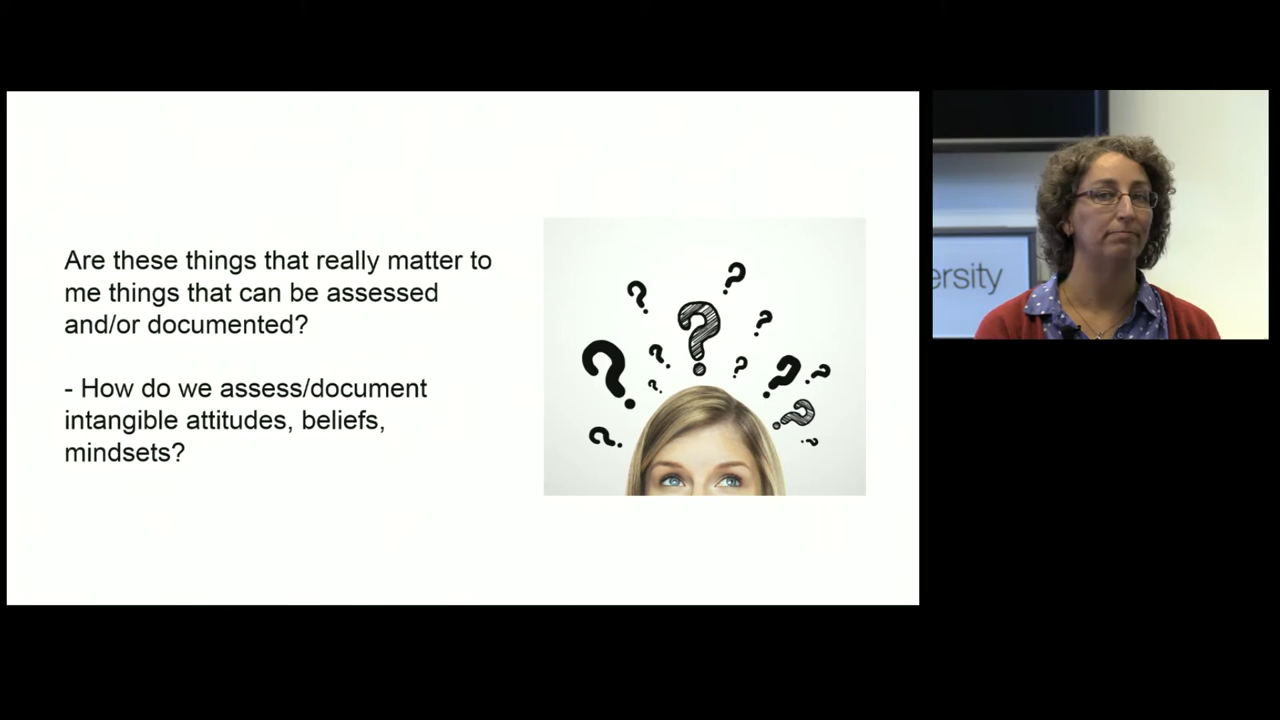 Are these things that really matter to
me things that can be assessed
and/or documented?
- How do we assess/document
intangible attitudes, beliefs,
mindsets?
ersity